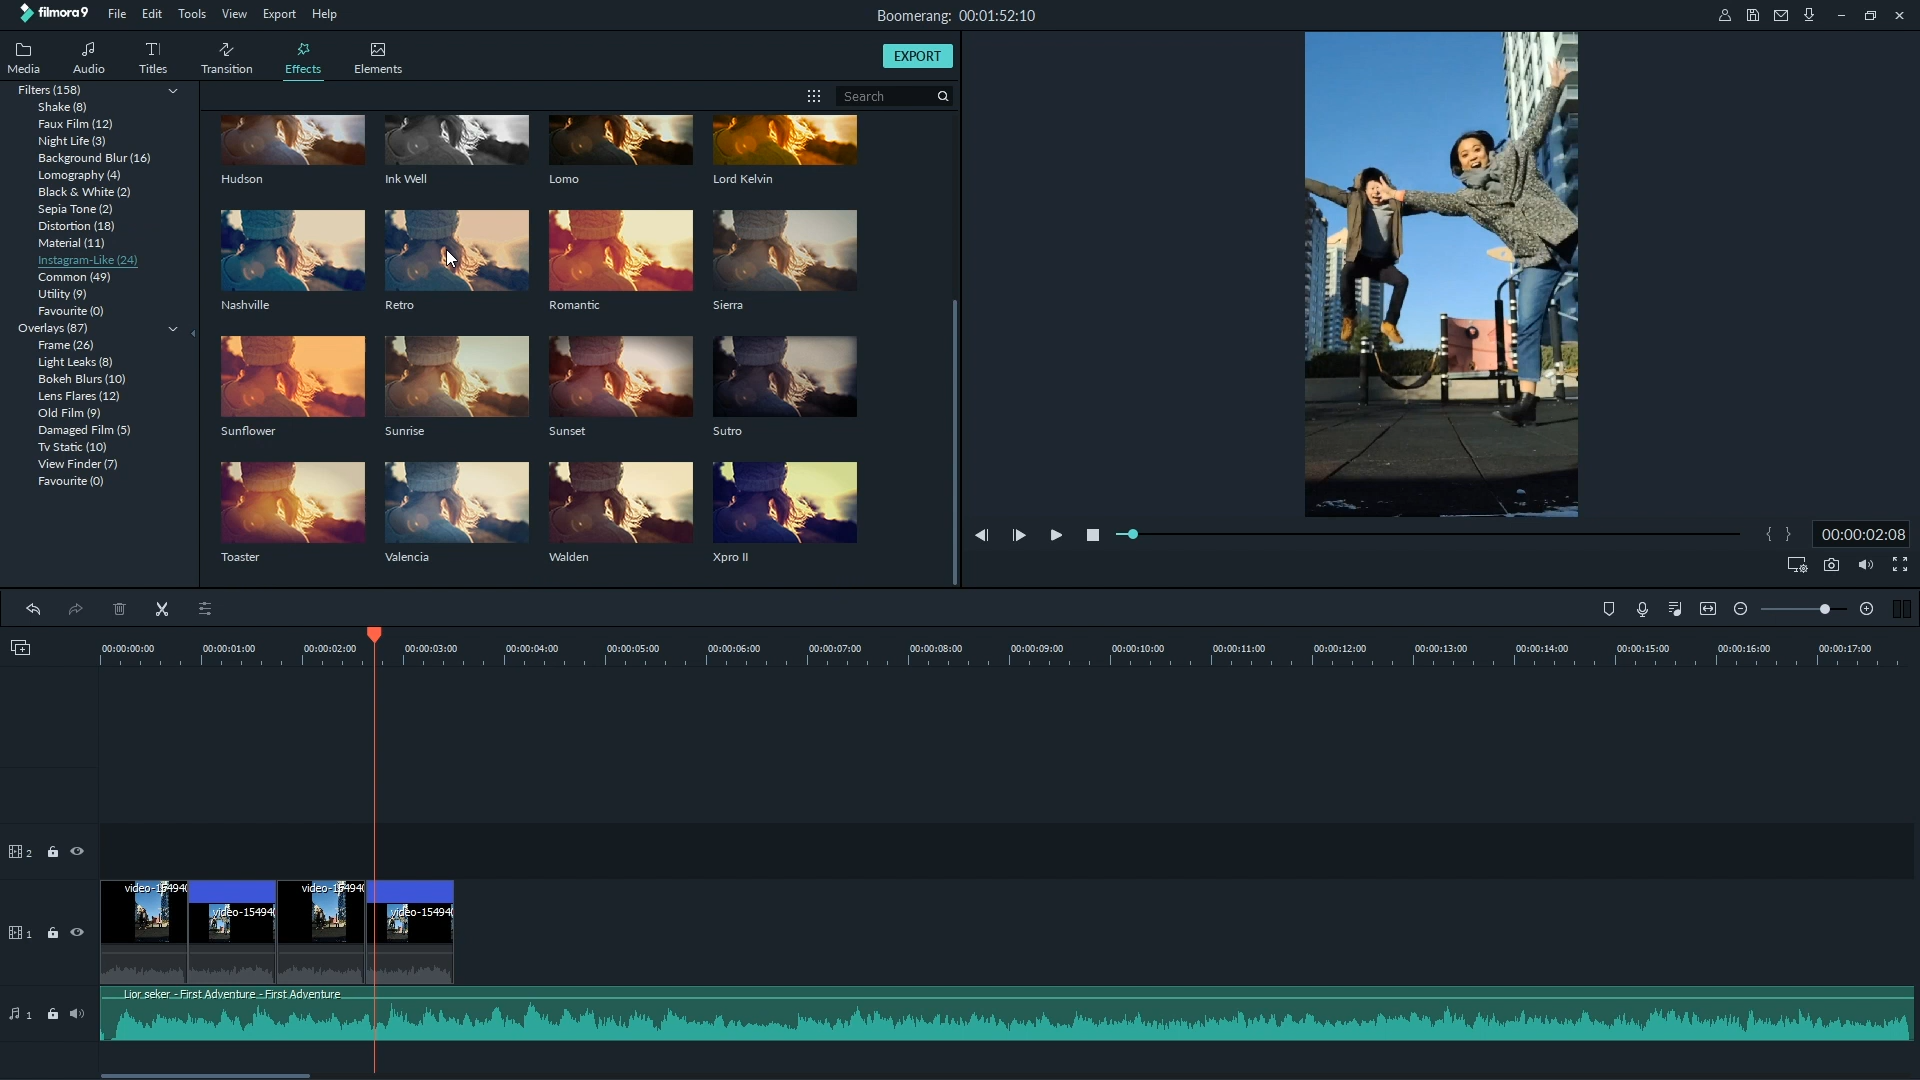 filmora9 File Edit Tools View Export Help Boomerang: 00:01:52:10
Media Audio Titles Transition Effects Elements EXPORT
Search
Filters (158)
Shake (8)
Faux Film (12)
Night Life (3)
Background Blur (16)
Lomography (4)
Black & White (2)
Sepia Tone (2)
Distortion (18)
Material (11)
Instagram-Like (24)
Common (49)
Utility (9)
Favourite (0)
Overlays (87)
Frame (26)
Light Leaks (8)
Bokeh Blurs (10)
Lens Flares (12)
Old Film (9)
Damaged Film (5)
Tv Static (10)
View Finder (7)
Favourite (0)
Hudson Ink Well Lomo Lord Kelvin
Nashville Retro Romantic Sierra
Sunflower Sunrise Sunset Sutro
Toaster Valencia Walden Xpro II
{ } 00:00:02:08
00:00:00:00 00:00:01:00 00:00:02:00 00:00:03:00 00:00:04:00 00:00:05:00 00:00:06:00 00:00:07:00 00:00:08:00 00:00:09:00 00:00:10:00 00:00:11:00 00:00:12:00 00:00:13:00 00:00:14:00 00:00:15:00 00:00:16:00 00:00:17:00
2
video-15494 video-15494
video-15494 video-15494
1
Lior seker - First Adventure - First Adventure
1